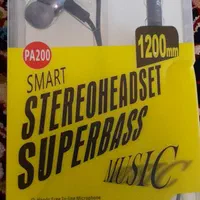 PA200
1200mm
SMART
STEREOHEADSET
SUPERBASS
MUSIC